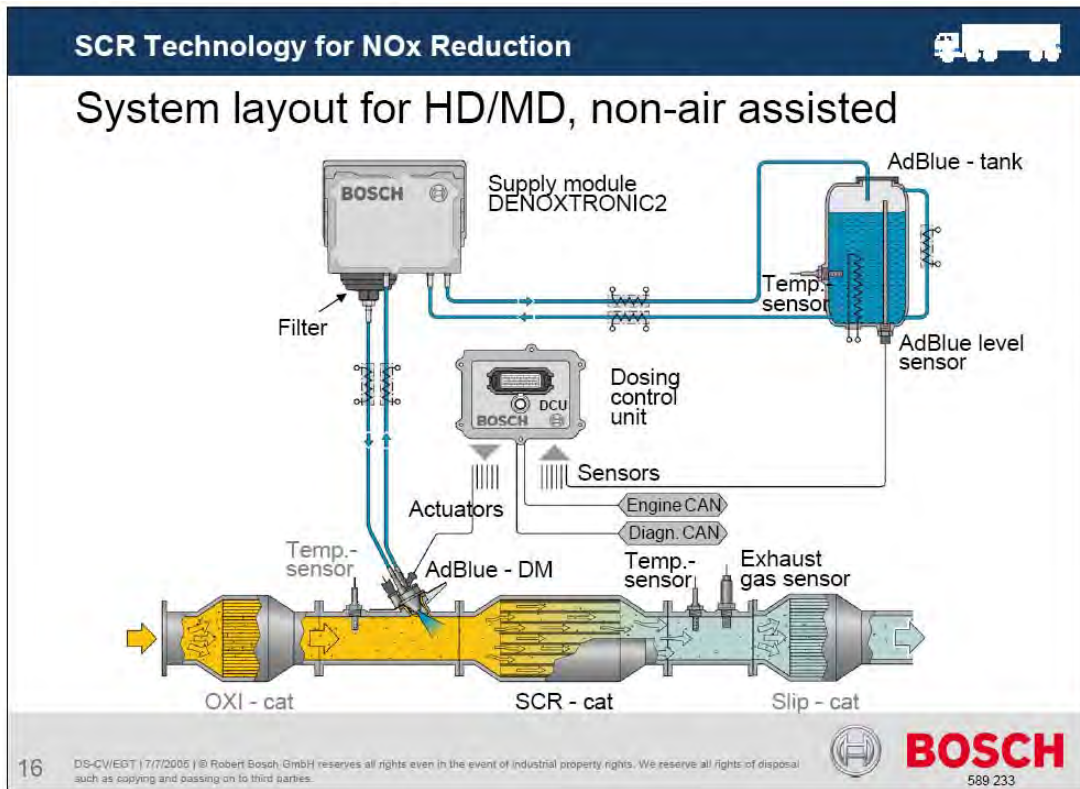 SCR Technology for NOx Reduction
System layout for HD/MD, non-air assisted
BOSCH
Supply module
DENOXTRONIC2
AdBlue - tank
Filter
Temp.-
sensor
AdBlue level
sensor
Dosing
control
unit
DCU
BOSCH
Sensors
Actuators
Engine CAN
Diagn. CAN
Temp.-
sensor
AdBlue - DM
Temp.-
sensor
Exhaust
gas sensor
OXI - cat
SCR - cat
Slip - cat
16
DS-CV/EGT | 7/7/2005 | © Robert Bosch GmbH reserves all rights even in the event of industrial property rights. We reserve all rights of disposal
such as copying and passing on to third parties.
BOSCH
589 233